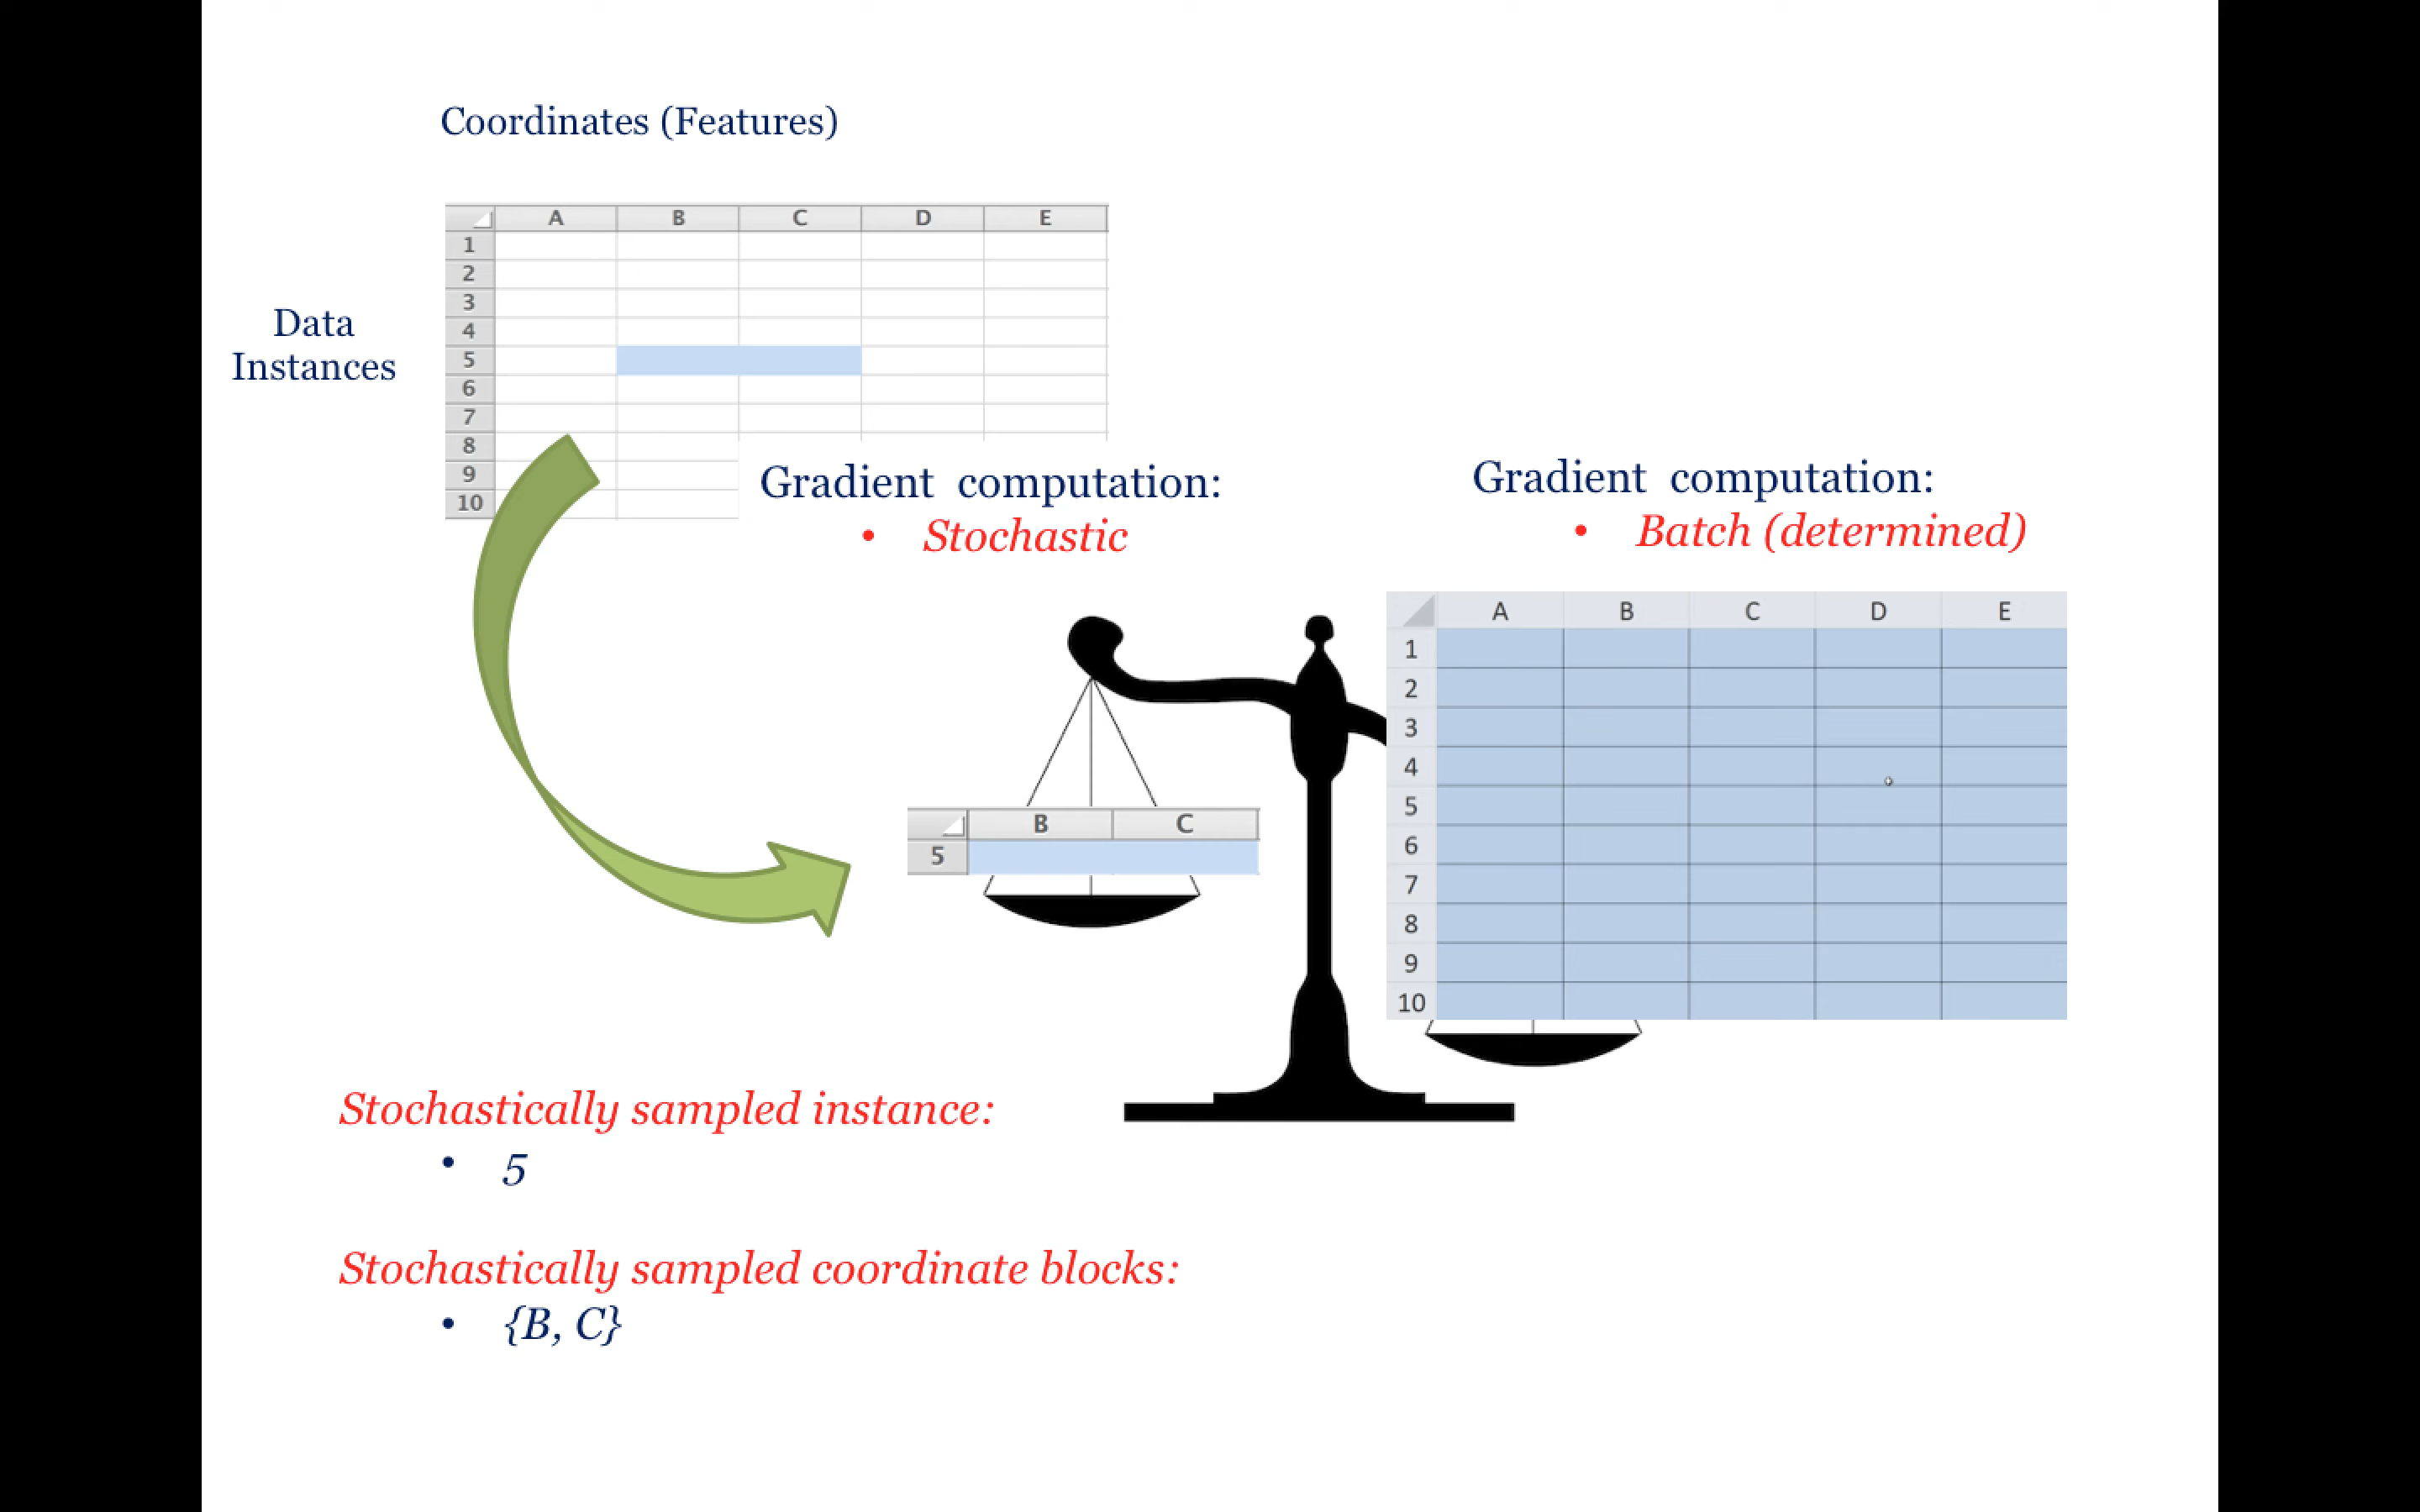 Coordinates (Features)
A B C D E
1
2
3
4
5
6
7
8
9
10
Data
Instances
Gradient computation:
• Stochastic
Gradient computation:
• Batch (determined)
B C
5
A B C D E
1
2
3
4
5
6
7
8
9
10
Stochastically sampled instance:
• 5
Stochastically sampled coordinate blocks:
• {B, C}